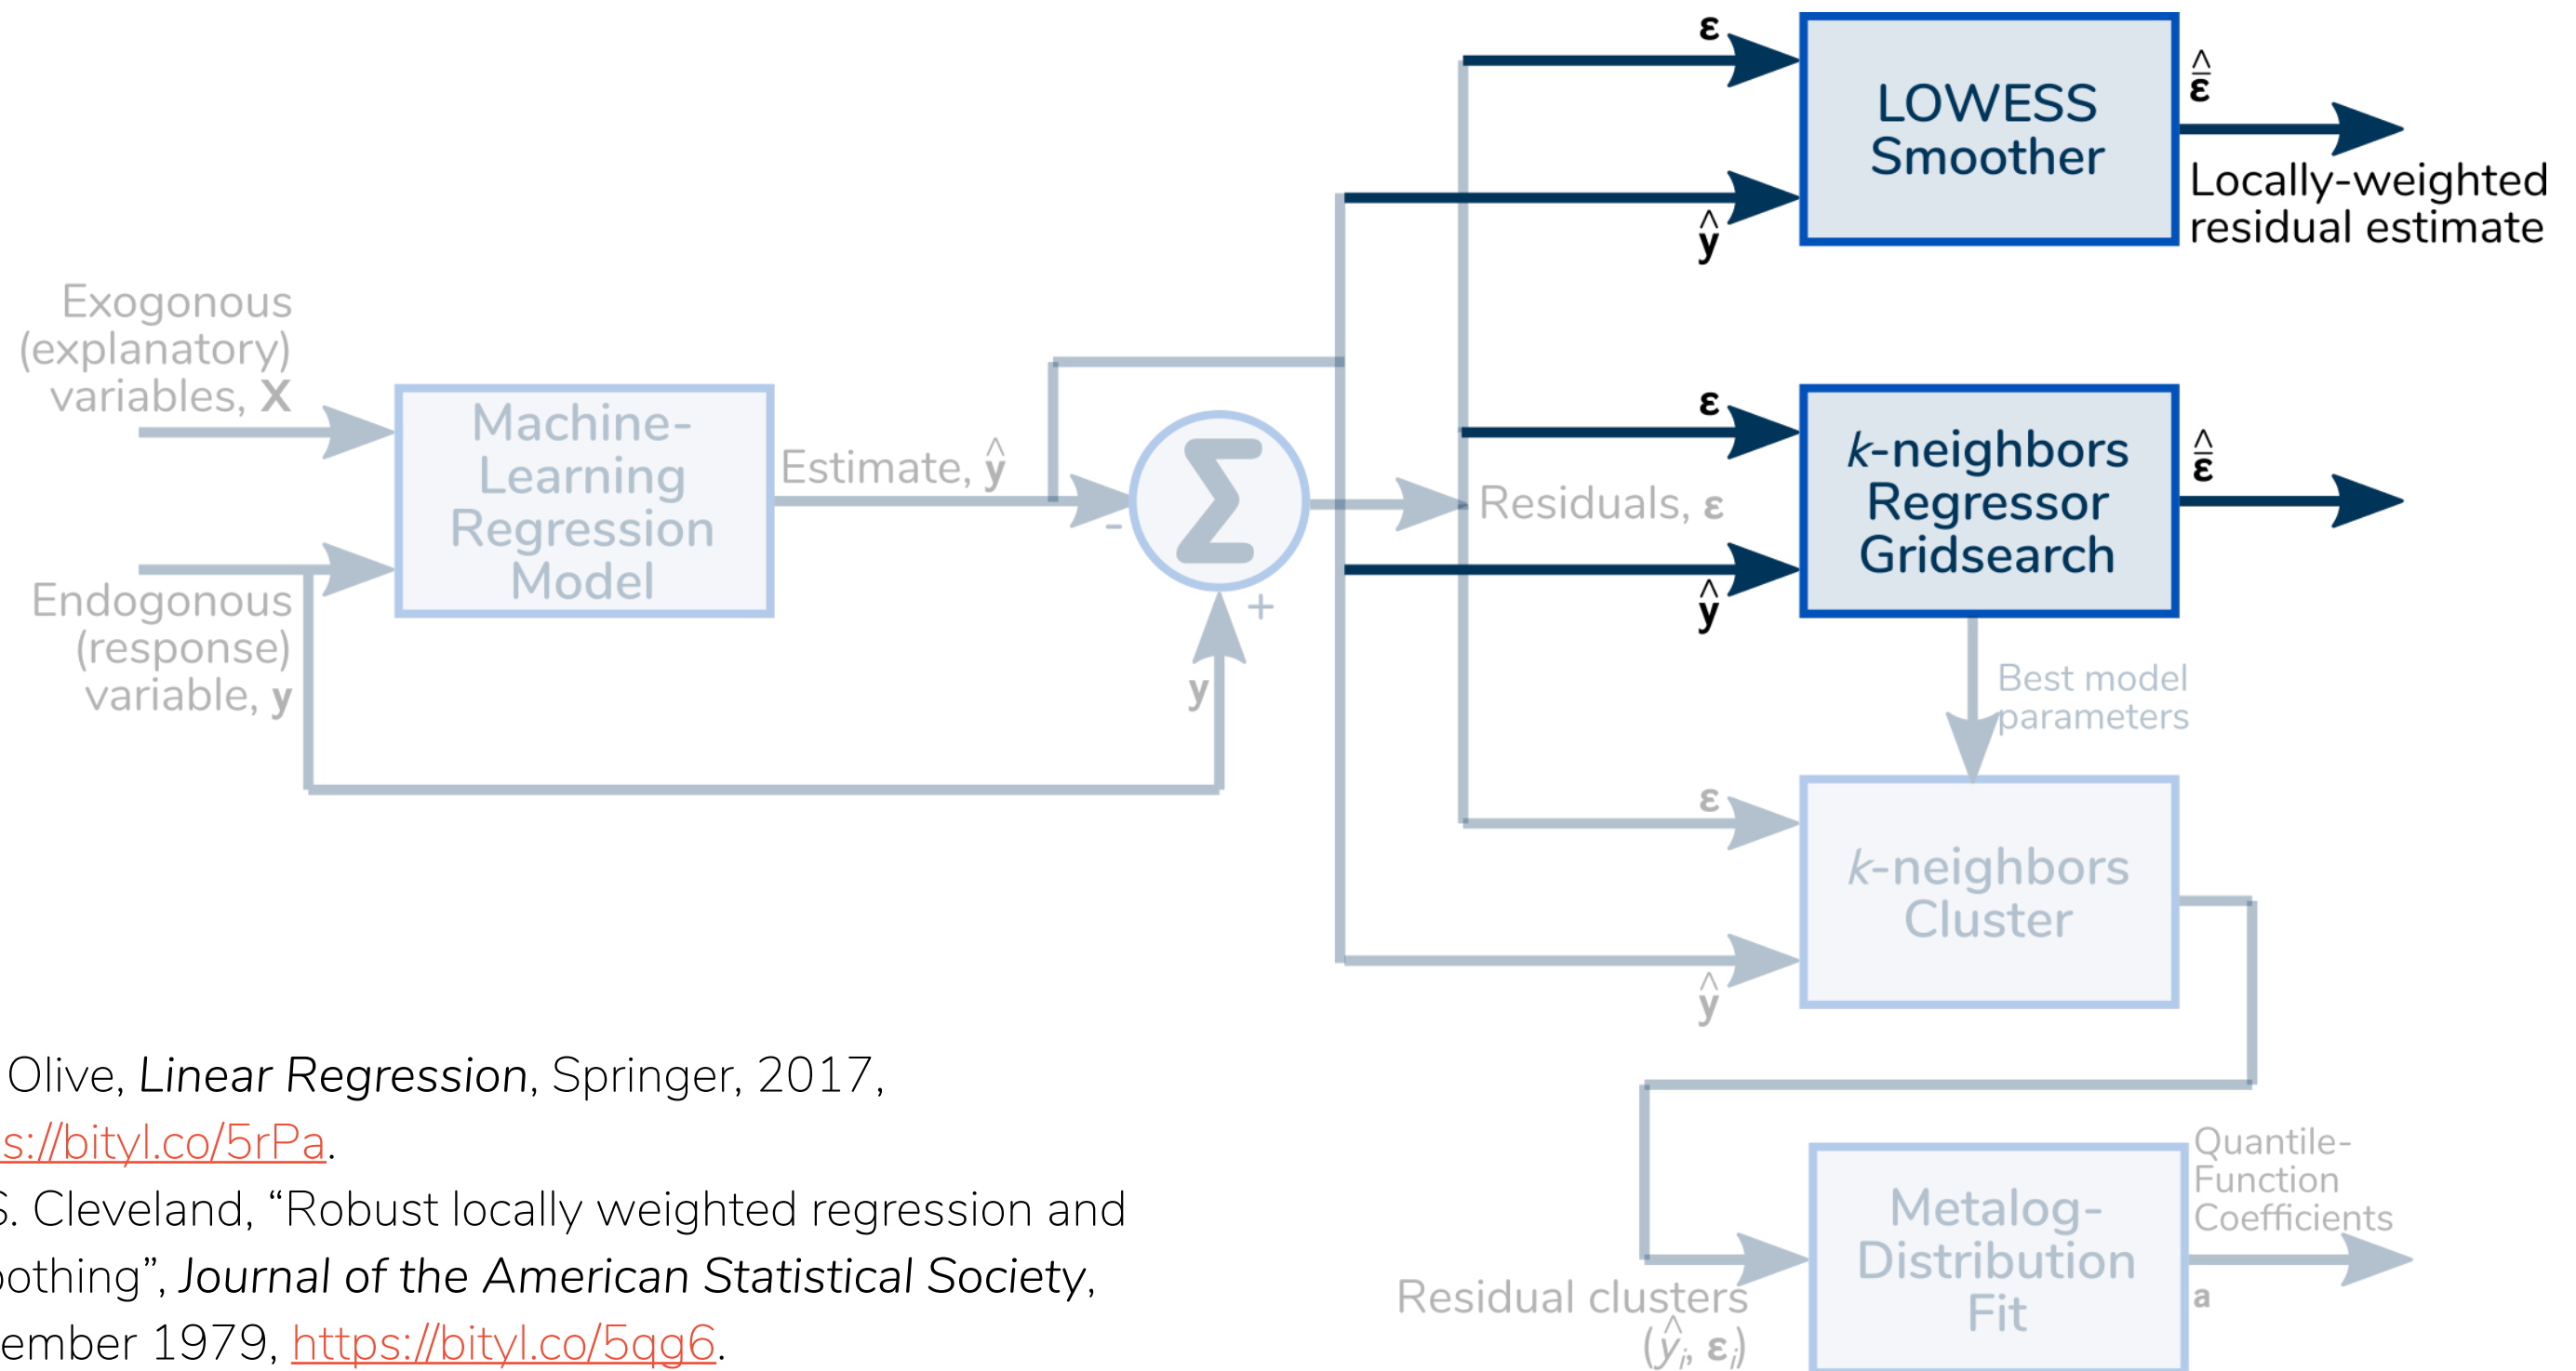 ε
LOWESS
Smoother
ŷ
ε̄̂
Locally-weighted
residual estimate
Exogonous
(explanatory)
variables, X
Machine-
Learning
Regression
Model
Estimate, ŷ
-
Σ
+
y
Endogonous
(response)
variable, y
Residuals, ε
ε
k-neighbors
Regressor
Gridsearch
ŷ
ε̄̂
Best model
parameters
ε
k-neighbors
Cluster
ŷ
Olive, Linear Regression, Springer, 2017,
s://bityl.co/5rPa.
S. Cleveland, “Robust locally weighted regression and
oothing”, Journal of the American Statistical Society,
ember 1979, https://bityl.co/5qg6.
Residual clusters
(ŷi, εi)
Metalog-
Distribution
Fit
Quantile-
Function
Coefficients
a